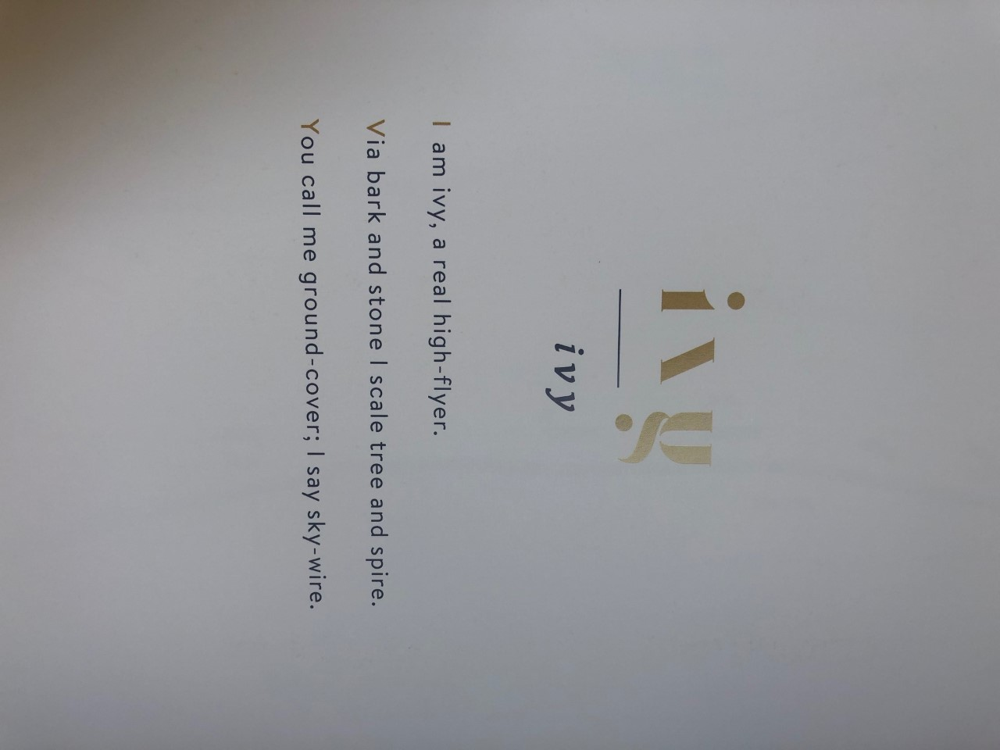 ivy
ivy
I am ivy, a real high-flyer.
Via bark and stone I scale tree and spire.
You call me ground-cover; I say sky-wire.